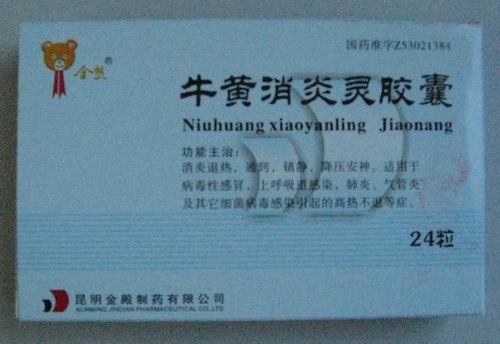 国药准字Z53021384
金熊®
牛黄消炎灵胶囊
Niuhuang xiaoyanling Jiaonang
功能主治：
消炎退热，通窍，镇静，降压安神。适用于
病毒性感冒，上呼吸道感染，肺炎，气管炎
及其它细菌病毒感染引起的高热不退等症。
24粒
昆明金殿制药有限公司
KUNMING JINDIAN PHARMACEUTICAL CO.,LTD